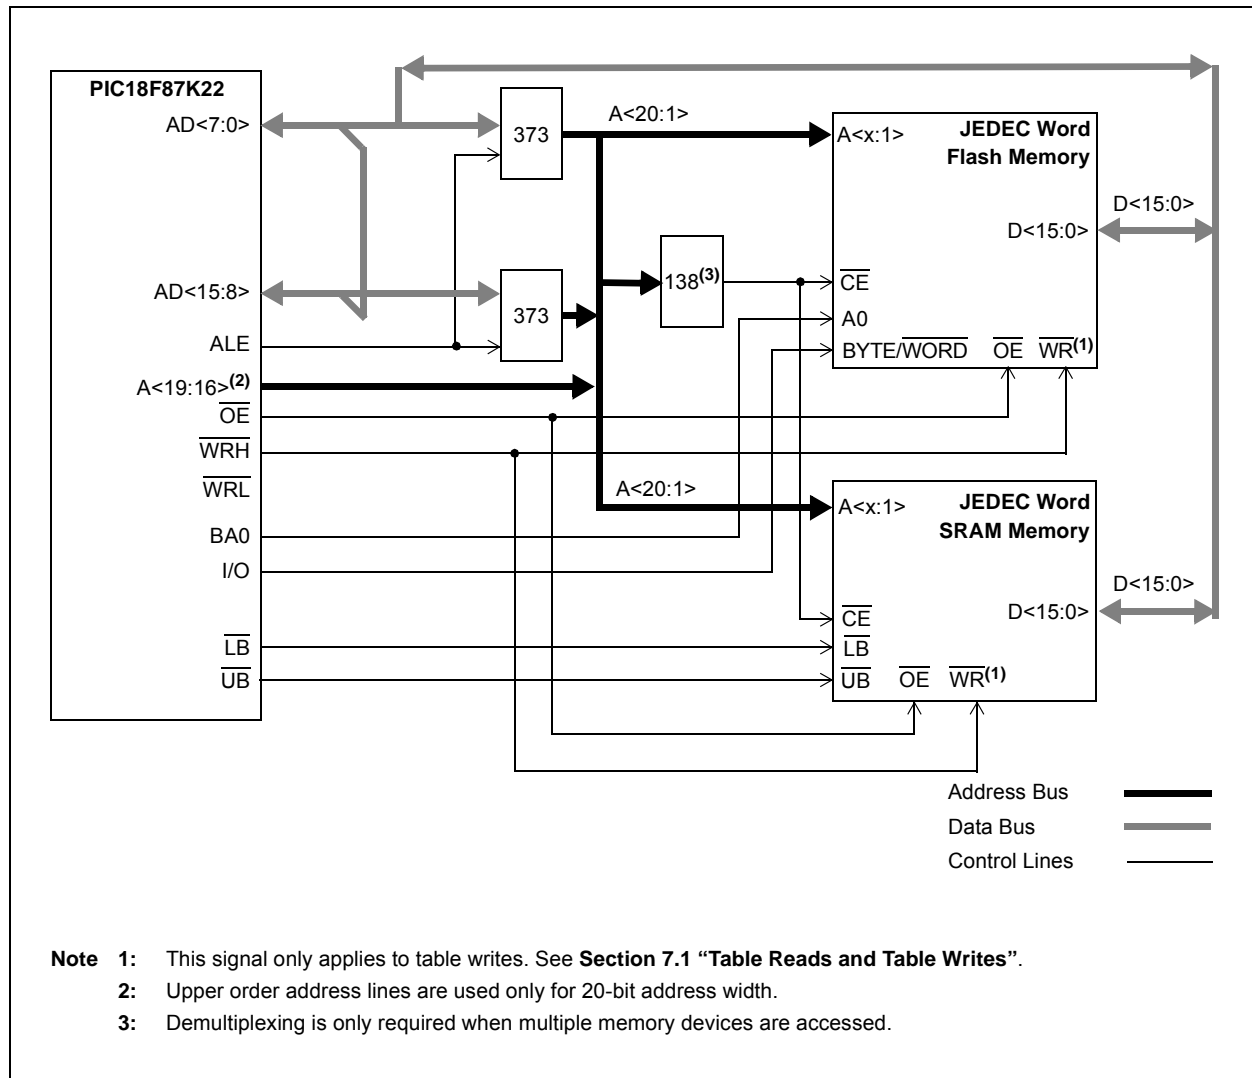 PIC18F87K22
AD<7:0>
AD<15:8>
ALE
A<19:16>(2)
OE
WRH
WRL
BA0
I/O
LB
UB
373
373
A<20:1>
138(3)
A<20:1>
A<x:1>
JEDEC Word
Flash Memory
D<15:0>
D<15:0>
CE
A0
BYTE/WORD OE WR(1)
A<x:1>
JEDEC Word
SRAM Memory
D<15:0>
D<15:0>
CE
LB
UB OE WR(1)
Address Bus
Data Bus
Control Lines
Note 1: This signal only applies to table writes. See Section 7.1 “Table Reads and Table Writes”.
2: Upper order address lines are used only for 20-bit address width.
3: Demultiplexing is only required when multiple memory devices are accessed.